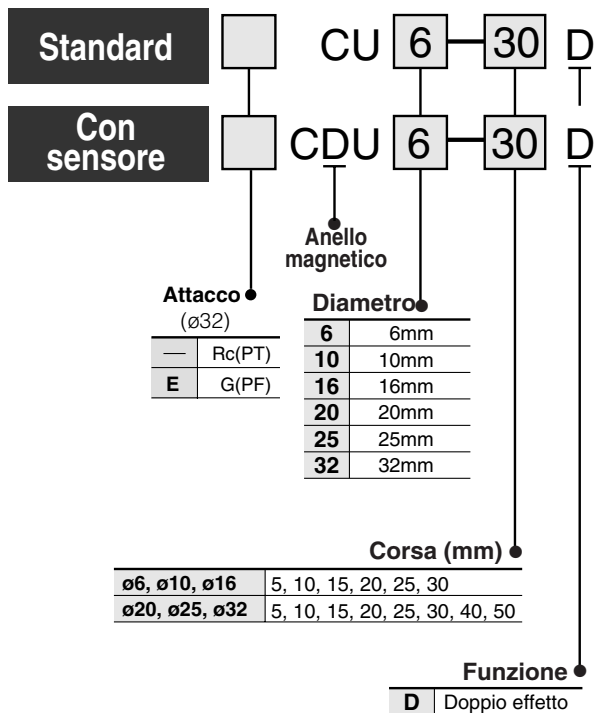 Standard CU 6 30 D
Con
sensore CDU 6 30 D
Anello
magnetico
Attacco
(ø32)
— Rc(PT)
E G(PF)
Diametro
6 6mm
10 10mm
16 16mm
20 20mm
25 25mm
32 32mm
Corsa (mm)
ø6, ø10, ø16 5, 10, 15, 20, 25, 30
ø20, ø25, ø32 5, 10, 15, 20, 25, 30, 40, 50
Funzione
D Doppio effetto